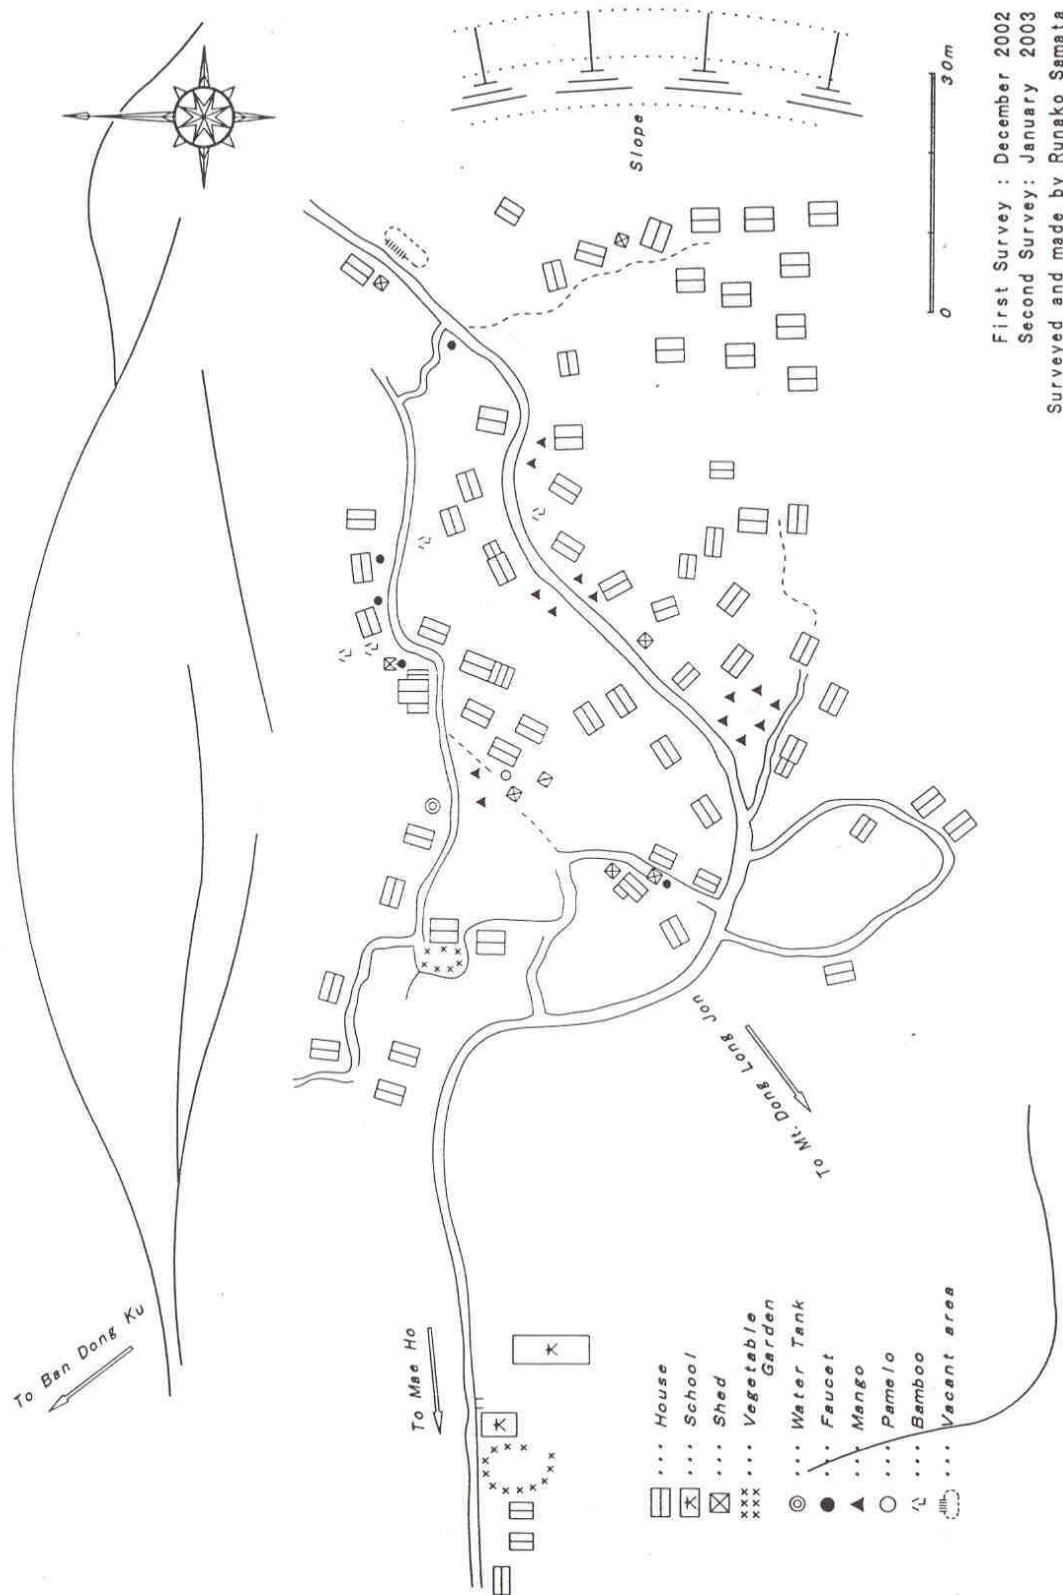 Slope
0 30m
First Survey : December 2002
Second Survey : January 2003
Surveyed and made by Runako Samata
To Ban Dong Ku
To Mae Ho
To Mt. Dong Long Jon
... House
... School
... Shed
... Vegetable
Garden
... Water Tank
... Faucet
... Mango
... Pamelo
... Bamboo
... Vacant area